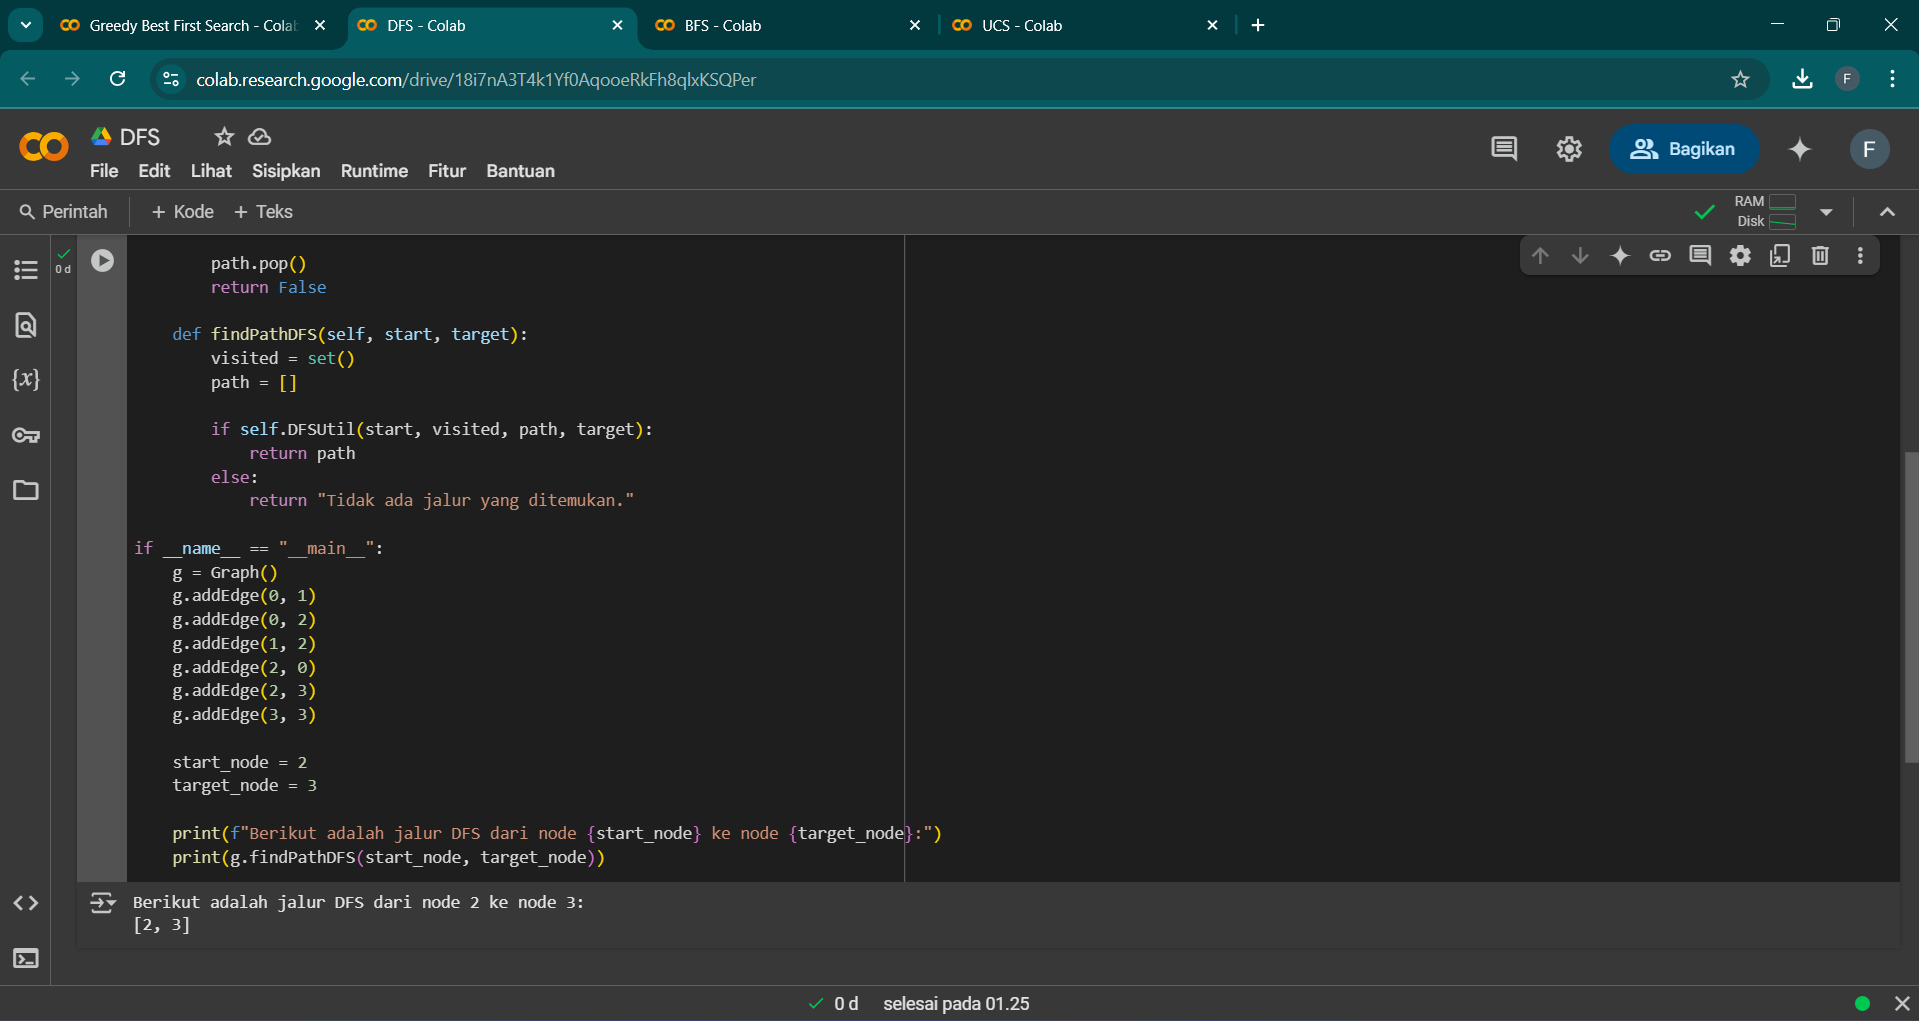 Greedy Best First Search - Cola
DFS - Colab
BFS - Colab
UCS - Colab
colab.research.google.com/drive/18i7nA3T4k1Yf0AqooeRkFh8qlxKSQPer
F
DFS
File Edit Lihat Sisipkan Runtime Fitur Bantuan
Bagikan
F
Perintah
+ Kode + Teks
RAM
Disk
0 d
path.pop()
return False
def findPathDFS(self, start, target):
visited = set()
path = []
if self.DFSUtil(start, visited, path, target):
return path
else:
return "Tidak ada jalur yang ditemukan."
if __name__ == "__main__":
g = Graph()
g.addEdge(0, 1)
g.addEdge(0, 2)
g.addEdge(1, 2)
g.addEdge(2, 0)
g.addEdge(2, 3)
g.addEdge(3, 3)
start_node = 2
target_node = 3
print(f"Berikut adalah jalur DFS dari node {start_node} ke node {target_node}:")
print(g.findPathDFS(start_node, target_node))
Berikut adalah jalur DFS dari node 2 ke node 3:
[2, 3]
0 d selesai pada 01.25